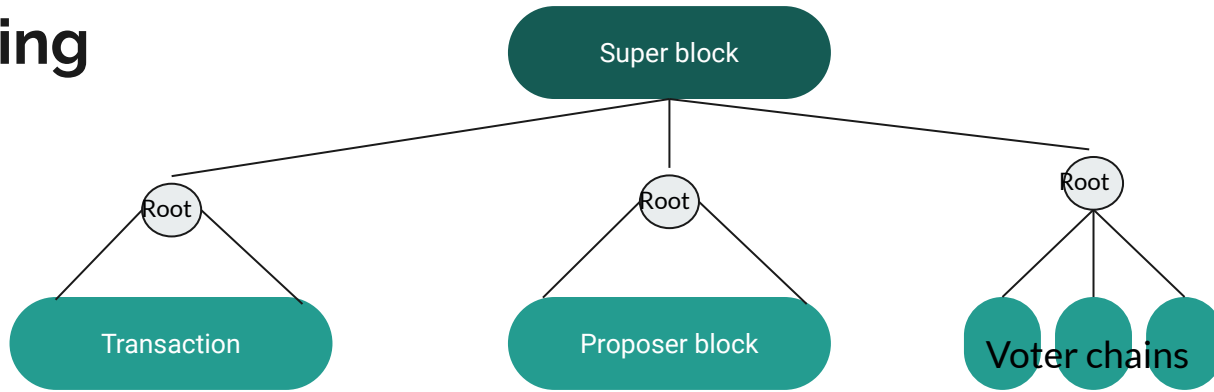 ing
Super block
Root
Root
Root
Transaction
Proposer block
Voter chains